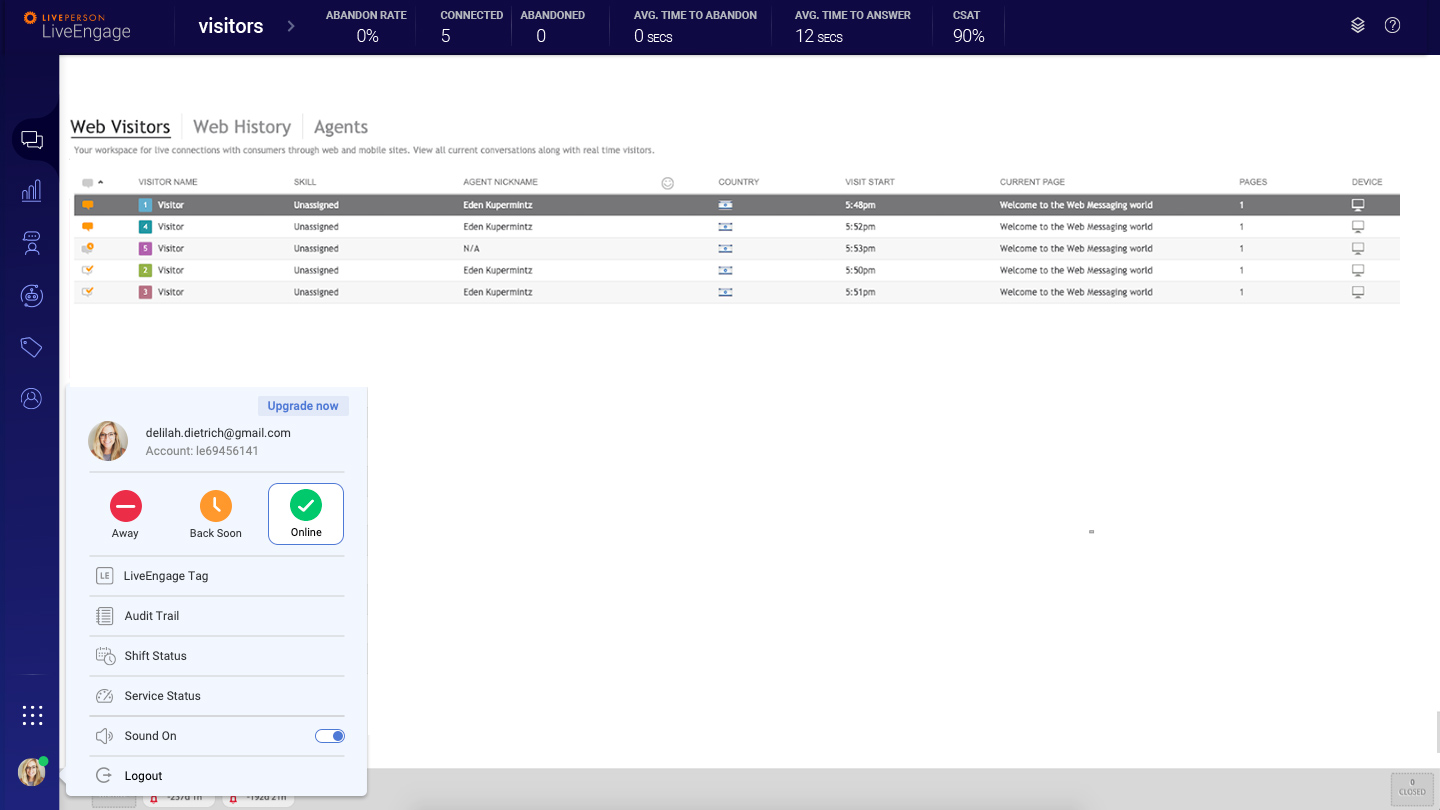 LIVEPERSON
LiveEngage
visitors
ABANDON RATE
0%
CONNECTED
5
ABANDONED
0
AVG. TIME TO ABANDON
0 SECS
AVG. TIME TO ANSWER
12 SECS
CSAT
90%
Web Visitors Web History Agents
Your workspace for live connections with consumers through web and mobile sites. View all current conversations along with real time visitors.
VISITOR NAME SKILL AGENT NICKNAME COUNTRY VISIT START CURRENT PAGE PAGES DEVICE
1 Visitor Unassigned Eden Kupermintz 5:48pm Welcome to the Web Messaging world 1
4 Visitor Unassigned Eden Kupermintz 5:52pm Welcome to the Web Messaging world 1
5 Visitor Unassigned N/A 5:53pm Welcome to the Web Messaging world 1
2 Visitor Unassigned Eden Kupermintz 5:50pm Welcome to the Web Messaging world 1
3 Visitor Unassigned Eden Kupermintz 5:51pm Welcome to the Web Messaging world 1
Upgrade now
delilah.dietrich@gmail.com
Account: le69456141
Away Back Soon Online
LE LiveEngage Tag
Audit Trail
Shift Status
Service Status
Sound On
Logout
0
CLOSED